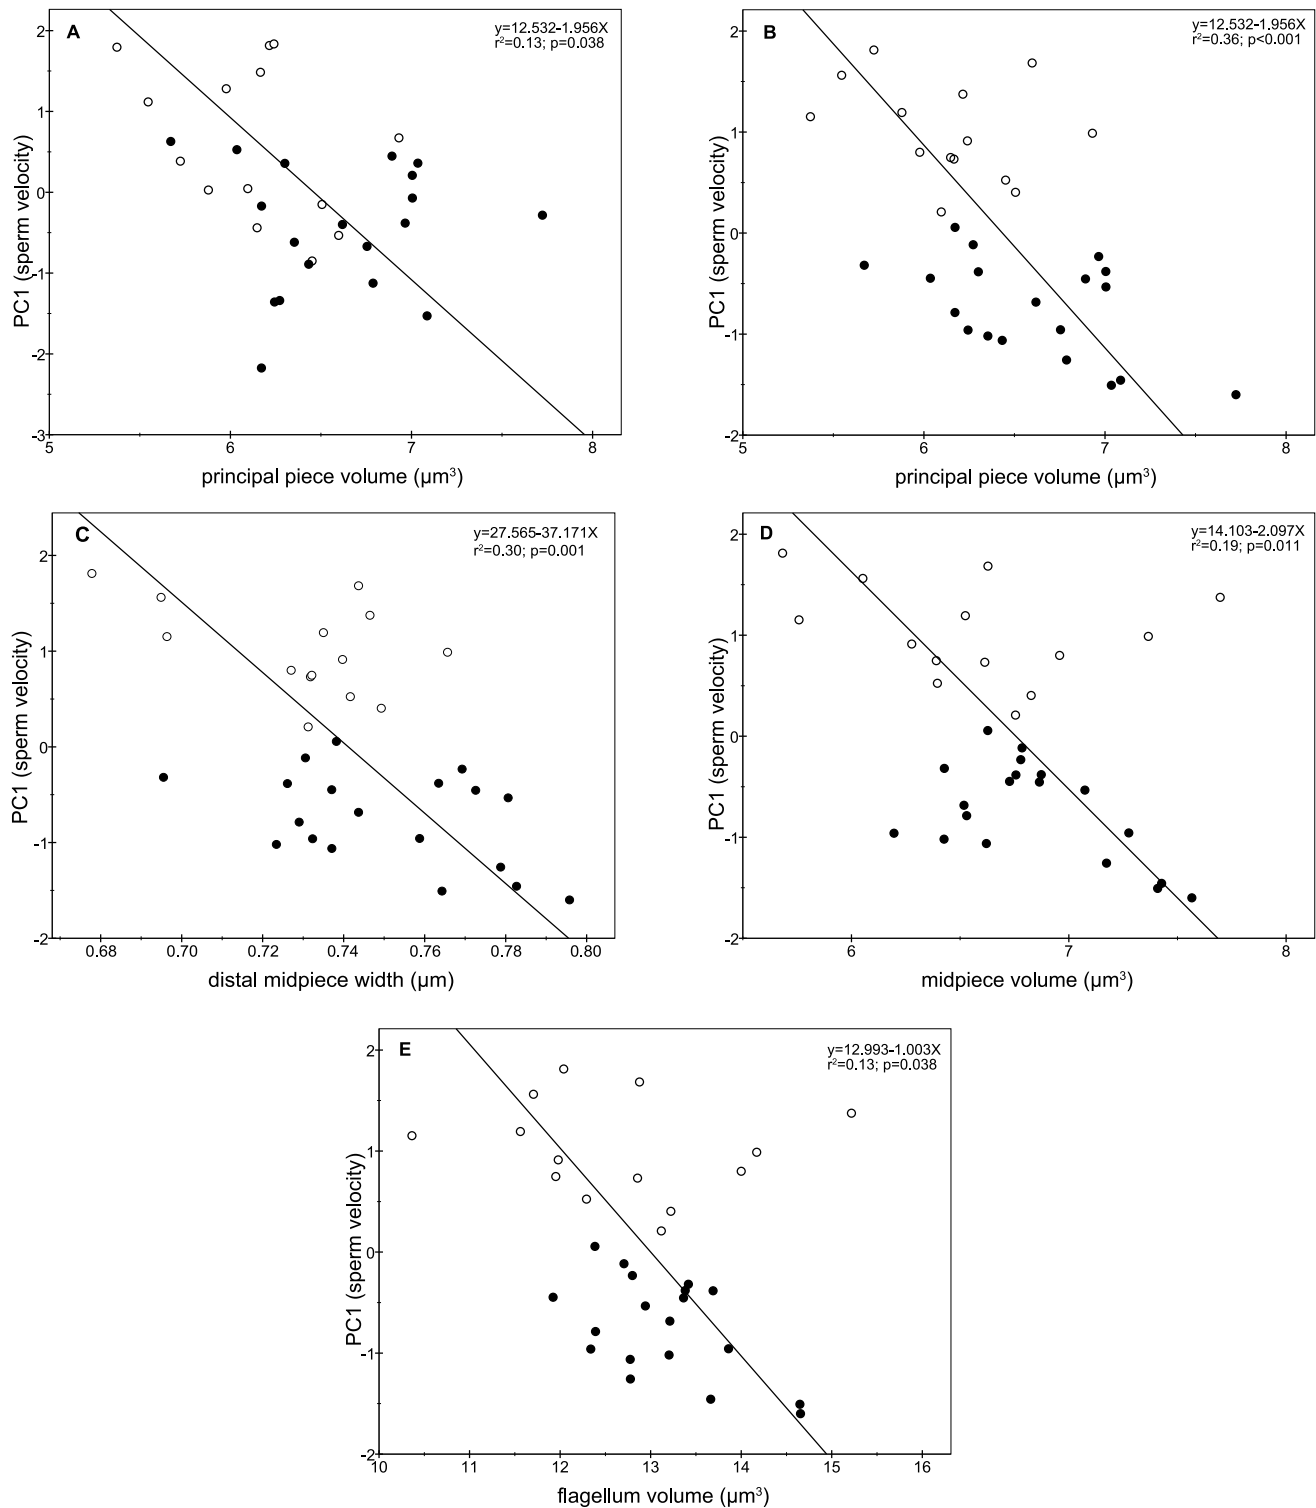 A
y=12.532-1.956X
r²=0.13; p=0.038
2
1
0
-1
-2
-3
PC1 (sperm velocity)
5 6 7 8
principal piece volume (µm³)
B
y=12.532-1.956X
r²=0.36; p<0.001
2
1
0
-1
-2
PC1 (sperm velocity)
5 6 7 8
principal piece volume (µm³)
C
y=27.565-37.171X
r²=0.30; p=0.001
2
1
0
-1
-2
PC1 (sperm velocity)
0.68 0.70 0.72 0.74 0.76 0.78 0.80
distal midpiece width (µm)
D
y=14.103-2.097X
r²=0.19; p=0.011
2
1
0
-1
-2
PC1 (sperm velocity)
6 7 8
midpiece volume (µm³)
E
y=12.993-1.003X
r²=0.13; p=0.038
2
1
0
-1
-2
PC1 (sperm velocity)
10 11 12 13 14 15 16
flagellum volume (µm³)